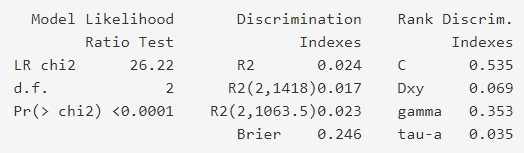 Model Likelihood Discrimination Rank Discrim.
Ratio Test Indexes Indexes
LR chi2 26.22 R2 0.024 C 0.535
d.f. 2 R2(2,1418)0.017 Dxy 0.069
Pr(> chi2) <0.0001 R2(2,1063.5)0.023 gamma 0.353
Brier 0.246 tau-a 0.035